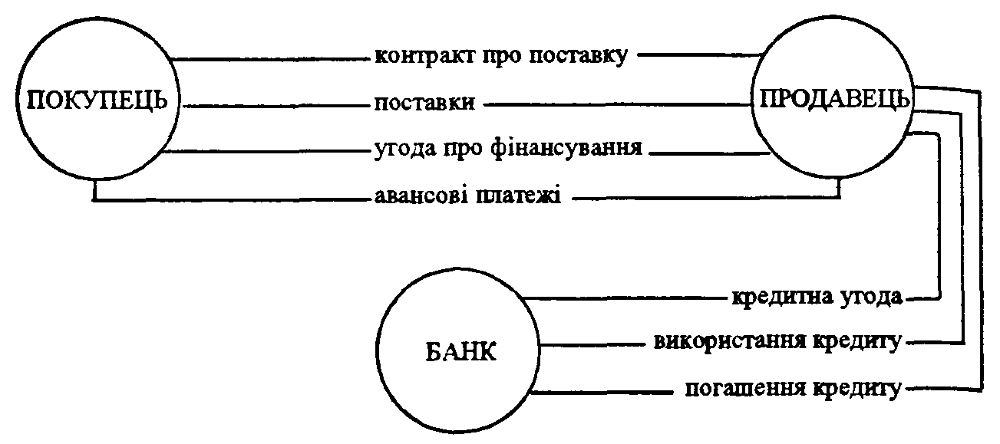 контракт про поставку
ПОКУПЕЦЬ
поставки
ПРОДАВЕЦЬ
угода про фінансування
авансові платежі
кредитна угода
використання кредиту
БАНК
погашення кредиту